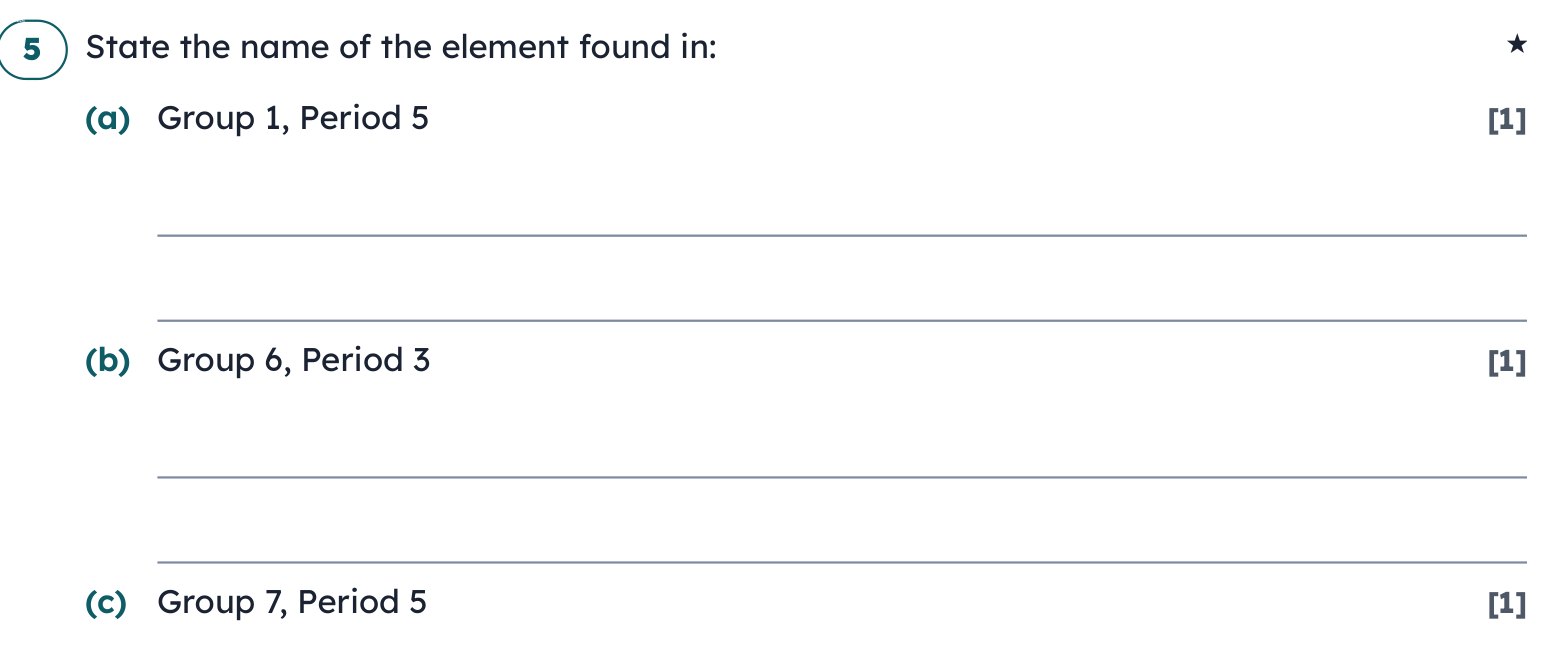 5 State the name of the element found in: ★
(a) Group 1, Period 5 [1]
(b) Group 6, Period 3 [1]
(c) Group 7, Period 5 [1]